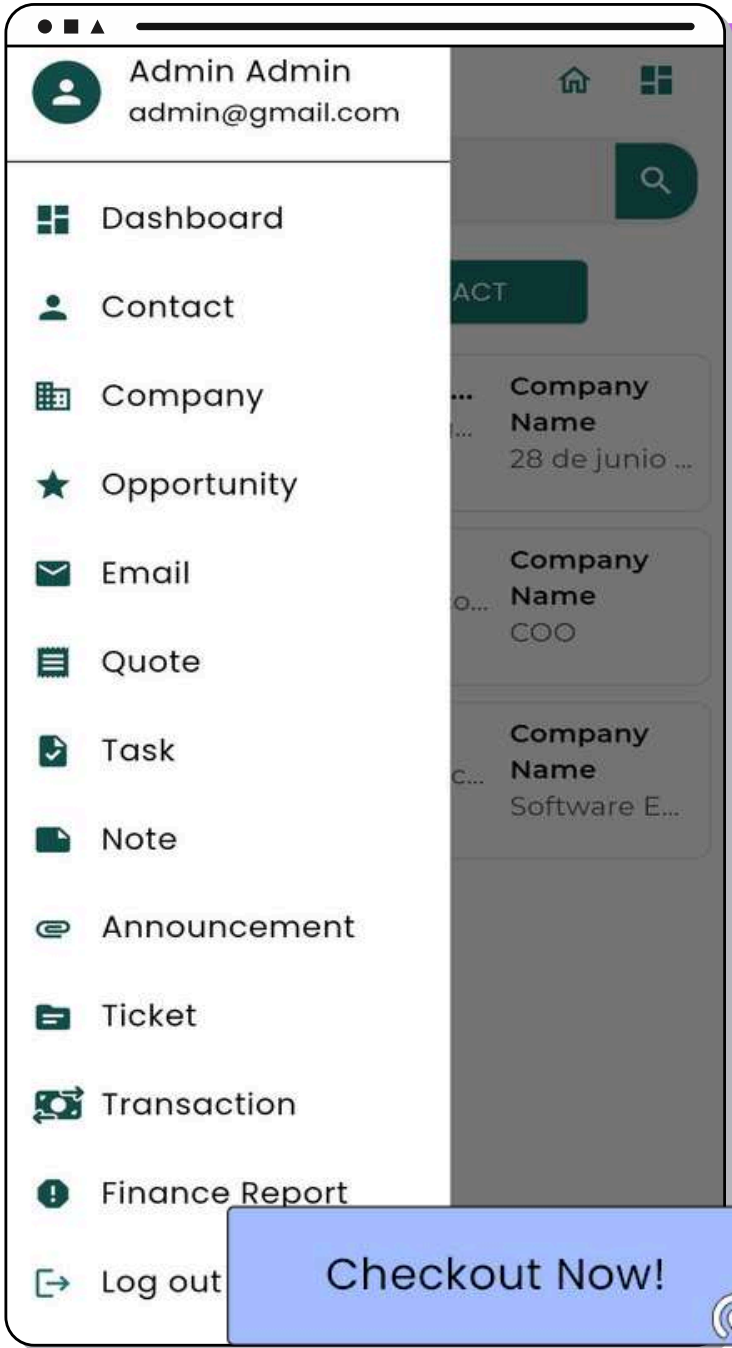 Admin Admin
admin@gmail.com
Dashboard
Contact
Company
Opportunity
Email
Quote
Task
Note
Announcement
Ticket
Transaction
Finance Report
Log out
ACT
...
Company
Name
28 de junio ...
Company
Name
COO
Company
Name
Software E...
Checkout Now!